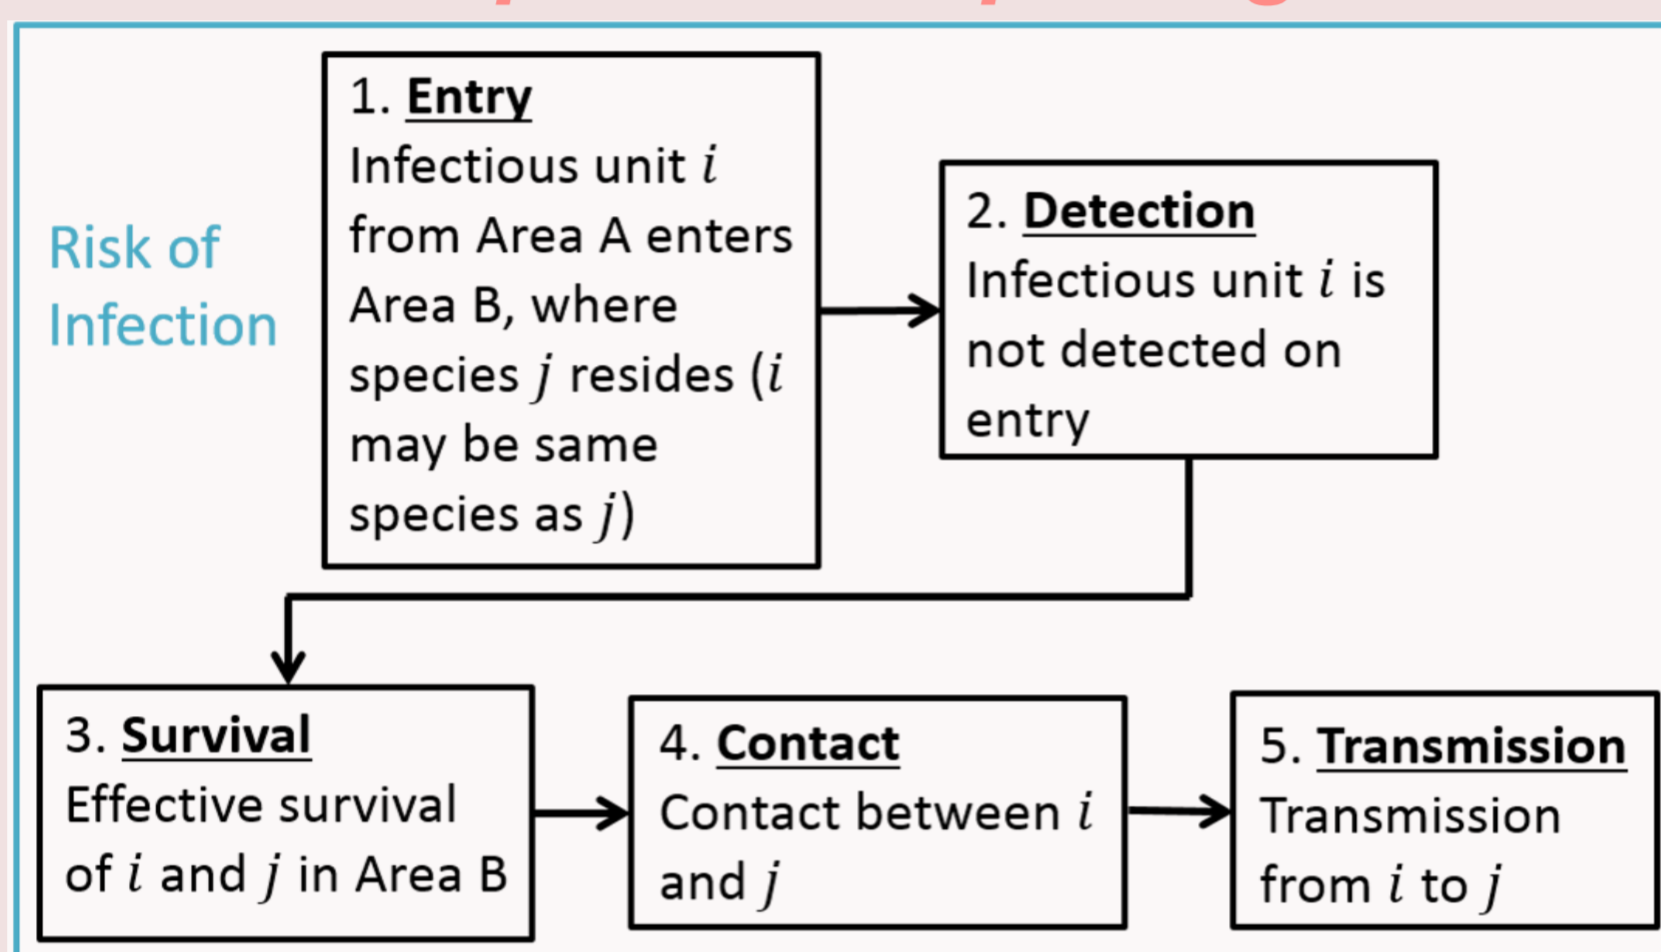 Risk of
Infection
1. Entry
Infectious unit i
from Area A enters
Area B, where
species j resides (i
may be same
species as j)
2. Detection
Infectious unit i is
not detected on
entry
3. Survival
Effective survival
of i and j in Area B
4. Contact
Contact between i
and j
5. Transmission
Transmission
from i to j